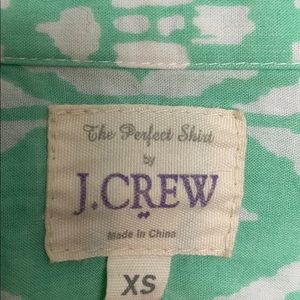 The Perfect Shirt
by
J.CREW
Made in China
XS